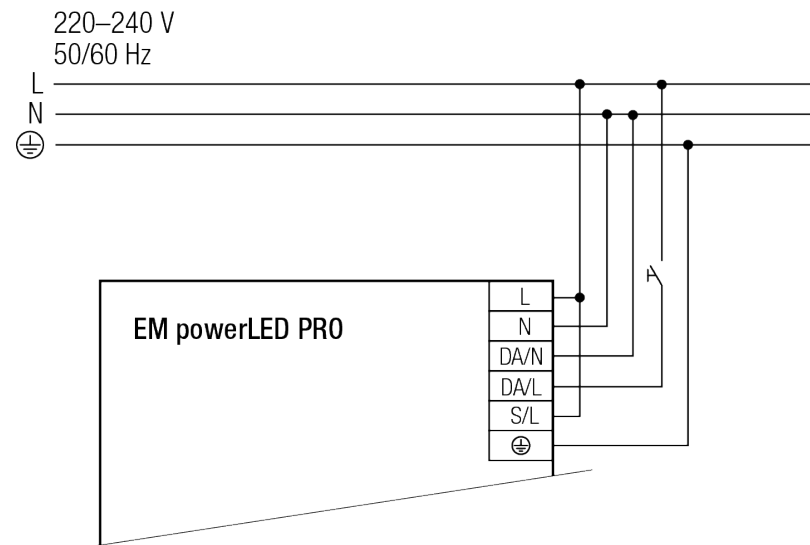 220–240 V
50/60 Hz
L
N
EM powerLED PRO
L
N
DA/N
DA/L
S/L